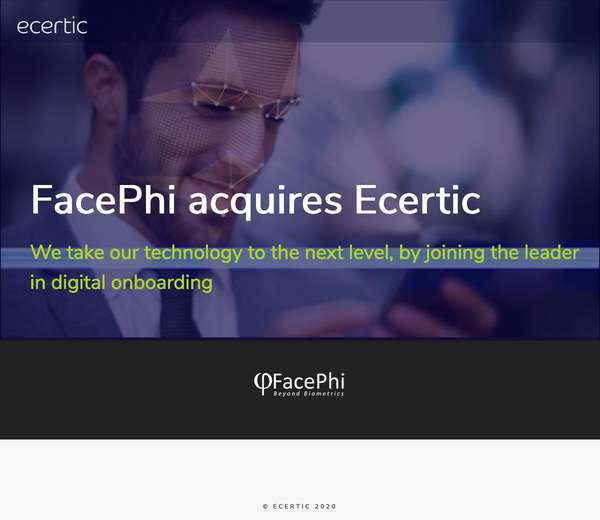 ecertic
FacePhi acquires Ecertic
We take our technology to the next level, by joining the leader
in digital onboarding
φFacePhi
Beyond Biometrics
© ECERTIC 2020